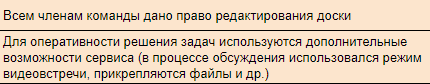 Всем членам команды дано право редактирования доски
Для оперативности решения задач используются дополнительные
возможности сервиса (в процессе обсуждения использовался режим
видеовстречи, прикрепляются файлы и др.)